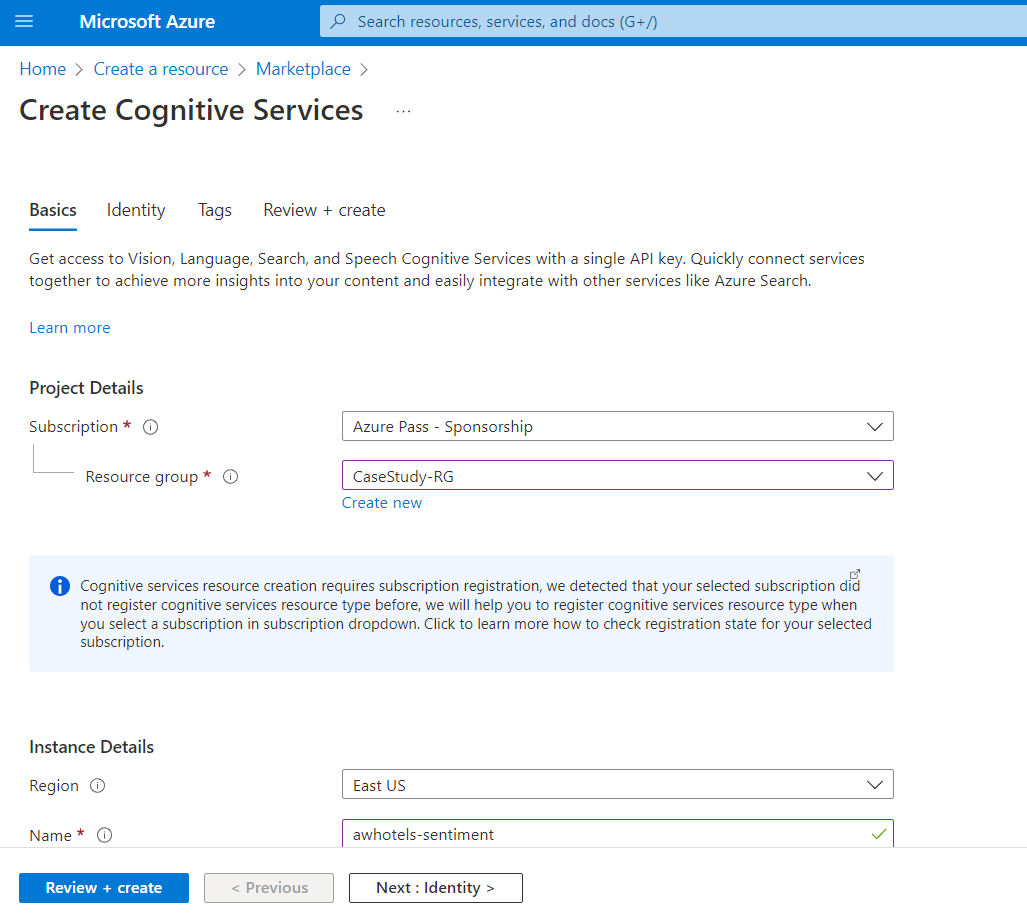 Microsoft Azure
Search resources, services, and docs (G+/)
Home > Create a resource > Marketplace >
Create Cognitive Services ...
Basics Identity Tags Review + create
Get access to Vision, Language, Search, and Speech Cognitive Services with a single API key. Quickly connect services
together to achieve more insights into your content and easily integrate with other services like Azure Search.
Learn more
Project Details
Subscription *
Azure Pass - Sponsorship
Resource group *
CaseStudy-RG
Create new
Cognitive services resource creation requires subscription registration, we detected that your selected subscription did
not register cognitive services resource type before, we will help you to register cognitive services resource type when
you select a subscription in subscription dropdown. Click to learn more how to check registration state for your selected
subscription.
Instance Details
Region
East US
Name *
awhotels-sentiment
Review + create
< Previous
Next : Identity >